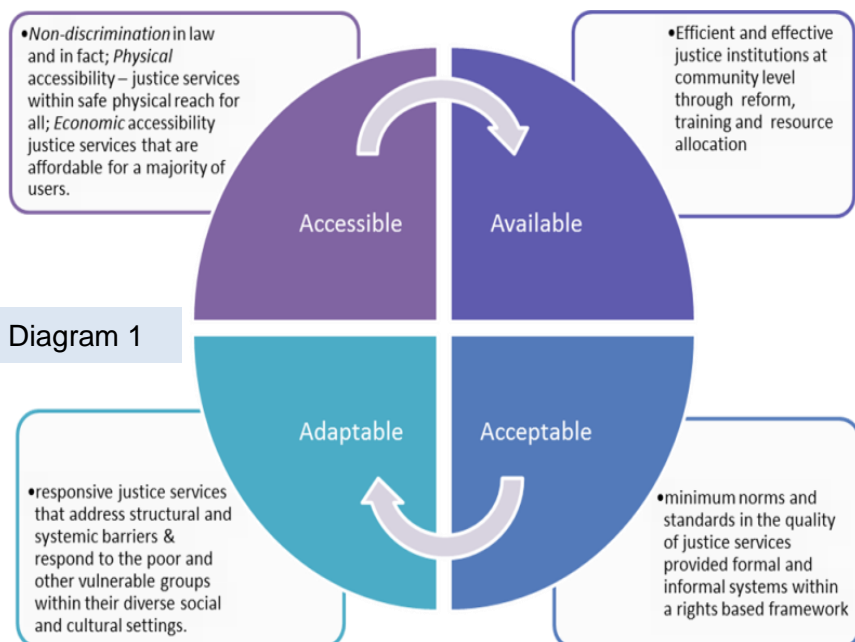 •Non-discrimination in law
and in fact; Physical
accessibility – justice services
within safe physical reach for
all; Economic accessibility
justice services that are
affordable for a majority of
users.
•Efficient and effective
justice institutions at
community level
through reform,
training and resource
allocation
Accessible
Available
Diagram 1
Adaptable
Acceptable
•responsive justice services
that address structural and
systemic barriers &
respond to the poor and
other vulnerable groups
within their diverse social
and cultural settings.
•minimum norms and
standards in the quality
of justice services
provided formal and
informal systems within
a rights based framework